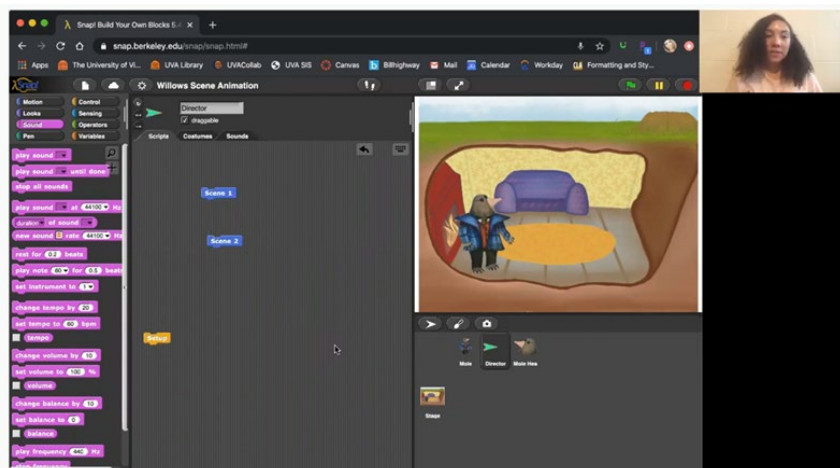 Snap! Build Your Own Blocks 5.
snap.berkeley.edu/snap/snap.html#
Apps
The University of Vi...
UVA Library
UVACollab
UVA SIS
Canvas
Billhighway
Mail
Calendar
Workday
Formatting and Sty...
Snap!
Willows Scene Animation
Motion
Control
Looks
Sensing
Sound
Operators
Pen
Variables
Director
draggable
Scripts
Costumes
Sounds
play sound
play sound until done
stop all sounds
play sound at 44100 Hz
duration of sound
new sound rate 44100 Hz
rest for 0.2 beats
play note 60 for 0.5 beats
set instrument to 1
change tempo by 20
set tempo to 60 bpm
tempo
change volume by 10
set volume to 100 %
volume
change balance by 10
set balance to 0
balance
play frequency 440 Hz
stop frequency
Scene 1
Scene 2
Setup
Mole
Director
Mole Hea
Stage